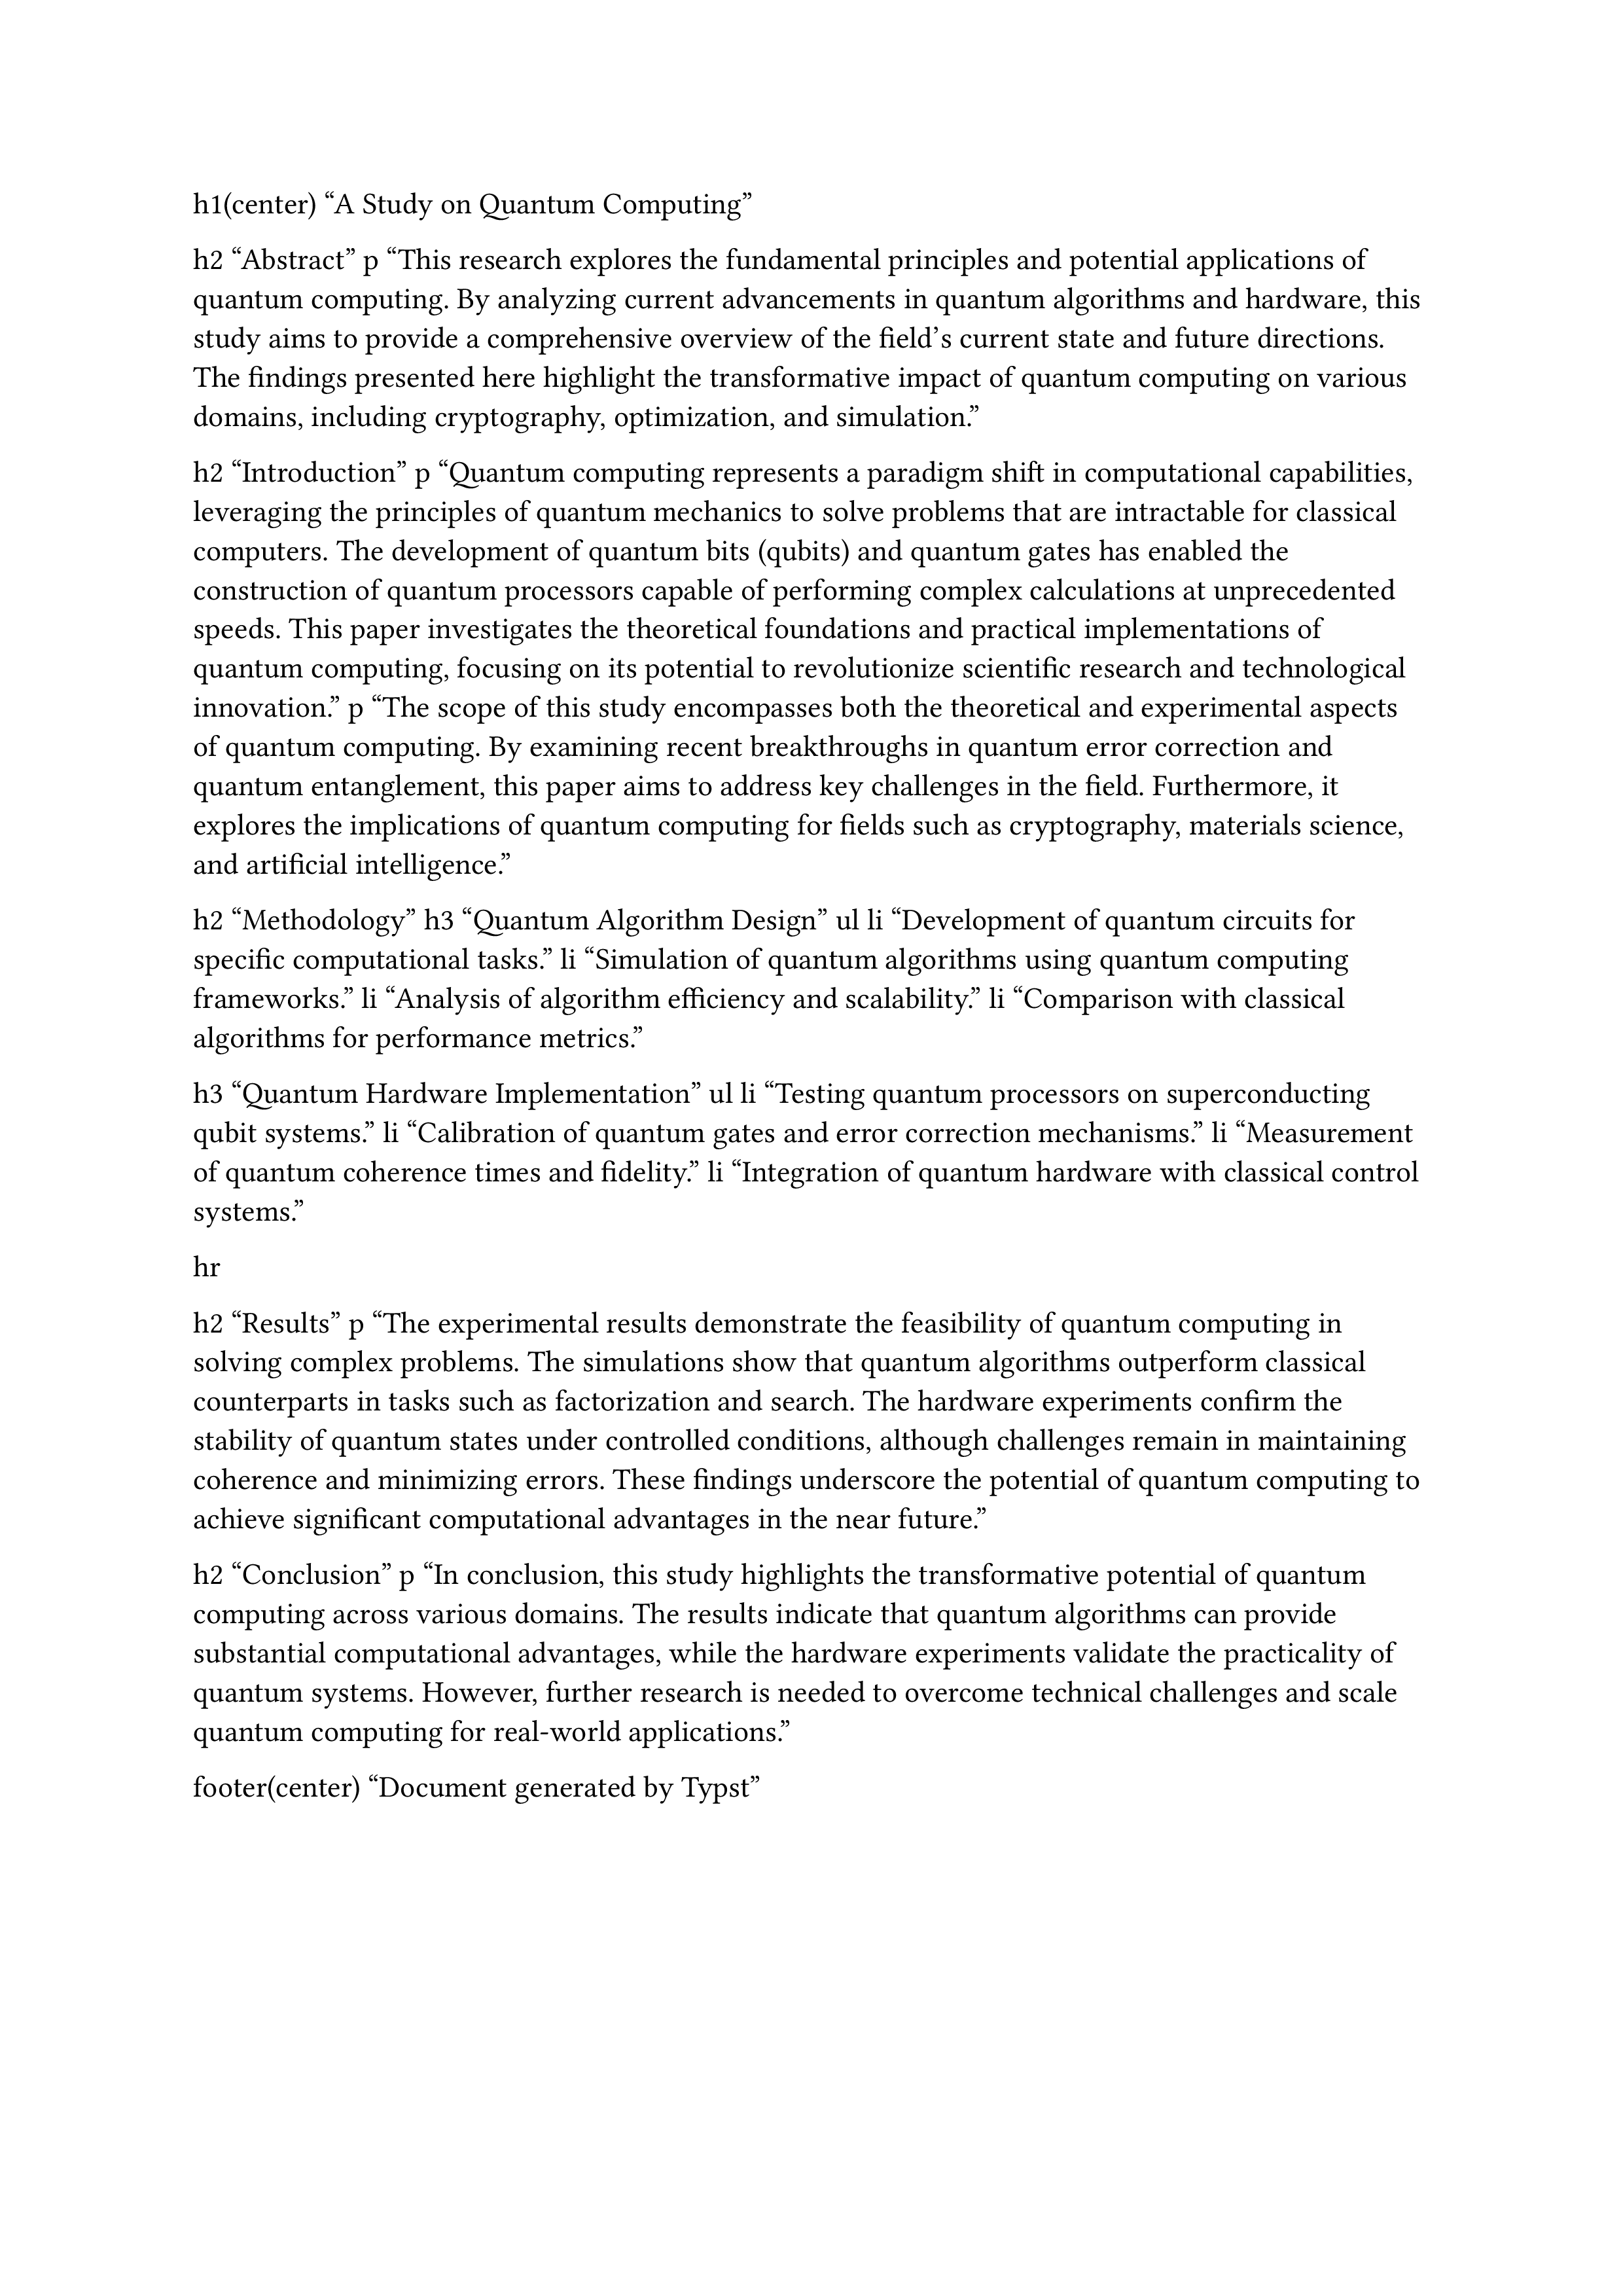 h1(center) “A Study on Quantum Computing”
h2 “Abstract” p “This research explores the fundamental principles and potential applications of
quantum computing. By analyzing current advancements in quantum algorithms and hardware, this
study aims to provide a comprehensive overview of the field’s current state and future directions.
The findings presented here highlight the transformative impact of quantum computing on various
domains, including cryptography, optimization, and simulation.”
h2 “Introduction” p “Quantum computing represents a paradigm shift in computational capabilities,
leveraging the principles of quantum mechanics to solve problems that are intractable for classical
computers. The development of quantum bits (qubits) and quantum gates has enabled the
construction of quantum processors capable of performing complex calculations at unprecedented
speeds. This paper investigates the theoretical foundations and practical implementations of
quantum computing, focusing on its potential to revolutionize scientific research and technological
innovation.” p “The scope of this study encompasses both the theoretical and experimental aspects
of quantum computing. By examining recent breakthroughs in quantum error correction and
quantum entanglement, this paper aims to address key challenges in the field. Furthermore, it
explores the implications of quantum computing for fields such as cryptography, materials science,
and artificial intelligence.”
h2 “Methodology” h3 “Quantum Algorithm Design” ul li “Development of quantum circuits for
specific computational tasks.” li “Simulation of quantum algorithms using quantum computing
frameworks.” li “Analysis of algorithm efficiency and scalability.” li “Comparison with classical
algorithms for performance metrics.”
h3 “Quantum Hardware Implementation” ul li “Testing quantum processors on superconducting
qubit systems.” li “Calibration of quantum gates and error correction mechanisms.” li “Measurement
of quantum coherence times and fidelity.” li “Integration of quantum hardware with classical control
systems.”
hr
h2 “Results” p “The experimental results demonstrate the feasibility of quantum computing in
solving complex problems. The simulations show that quantum algorithms outperform classical
counterparts in tasks such as factorization and search. The hardware experiments confirm the
stability of quantum states under controlled conditions, although challenges remain in maintaining
coherence and minimizing errors. These findings underscore the potential of quantum computing to
achieve significant computational advantages in the near future.”
h2 “Conclusion” p “In conclusion, this study highlights the transformative potential of quantum
computing across various domains. The results indicate that quantum algorithms can provide
substantial computational advantages, while the hardware experiments validate the practicality of
quantum systems. However, further research is needed to overcome technical challenges and scale
quantum computing for real-world applications.”
footer(center) “Document generated by Typst”